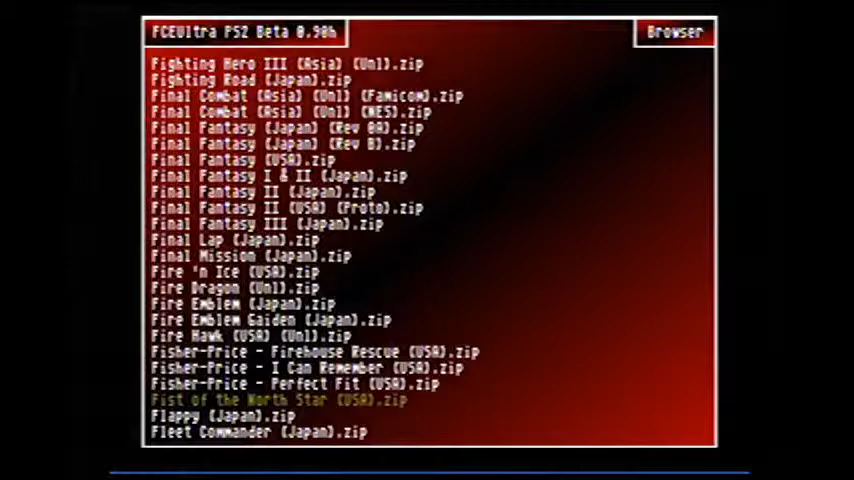 FCEUltra PS2 Beta 0.90h
Browser
Fighting Hero III (Asia) (Unl).zip
Fighting Road (Japan).zip
Final Combat (Asia) (Unl) (Famicom).zip
Final Combat (Asia) (Unl) (NES).zip
Final Fantasy (Japan) (Rev 0A).zip
Final Fantasy (Japan) (Rev B).zip
Final Fantasy (USA).zip
Final Fantasy I & II (Japan).zip
Final Fantasy II (Japan).zip
Final Fantasy II (USA) (Proto).zip
Final Fantasy III (Japan).zip
Final Lap (Japan).zip
Final Mission (Japan).zip
Fire 'n Ice (USA).zip
Fire Dragon (Unl).zip
Fire Emblem (Japan).zip
Fire Emblem Gaiden (Japan).zip
Fire Hawk (USA) (Unl).zip
Fisher-Price - Firehouse Rescue (USA).zip
Fisher-Price - I Can Remember (USA).zip
Fisher-Price - Perfect Fit (USA).zip
Fist of the North Star (USA).zip
Flappy (Japan).zip
Fleet Commander (Japan).zip